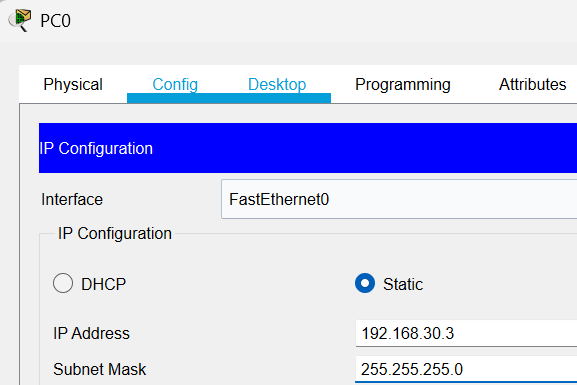 PC0
Physical Config Desktop Programming Attributes
IP Configuration
Interface FastEthernet0
IP Configuration
DHCP Static
IP Address 192.168.30.3
Subnet Mask 255.255.255.0